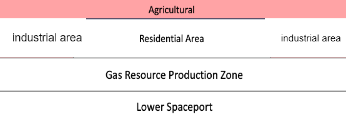 Agricultural
industrial area Residential Area industrial area
Gas Resource Production Zone
Lower Spaceport